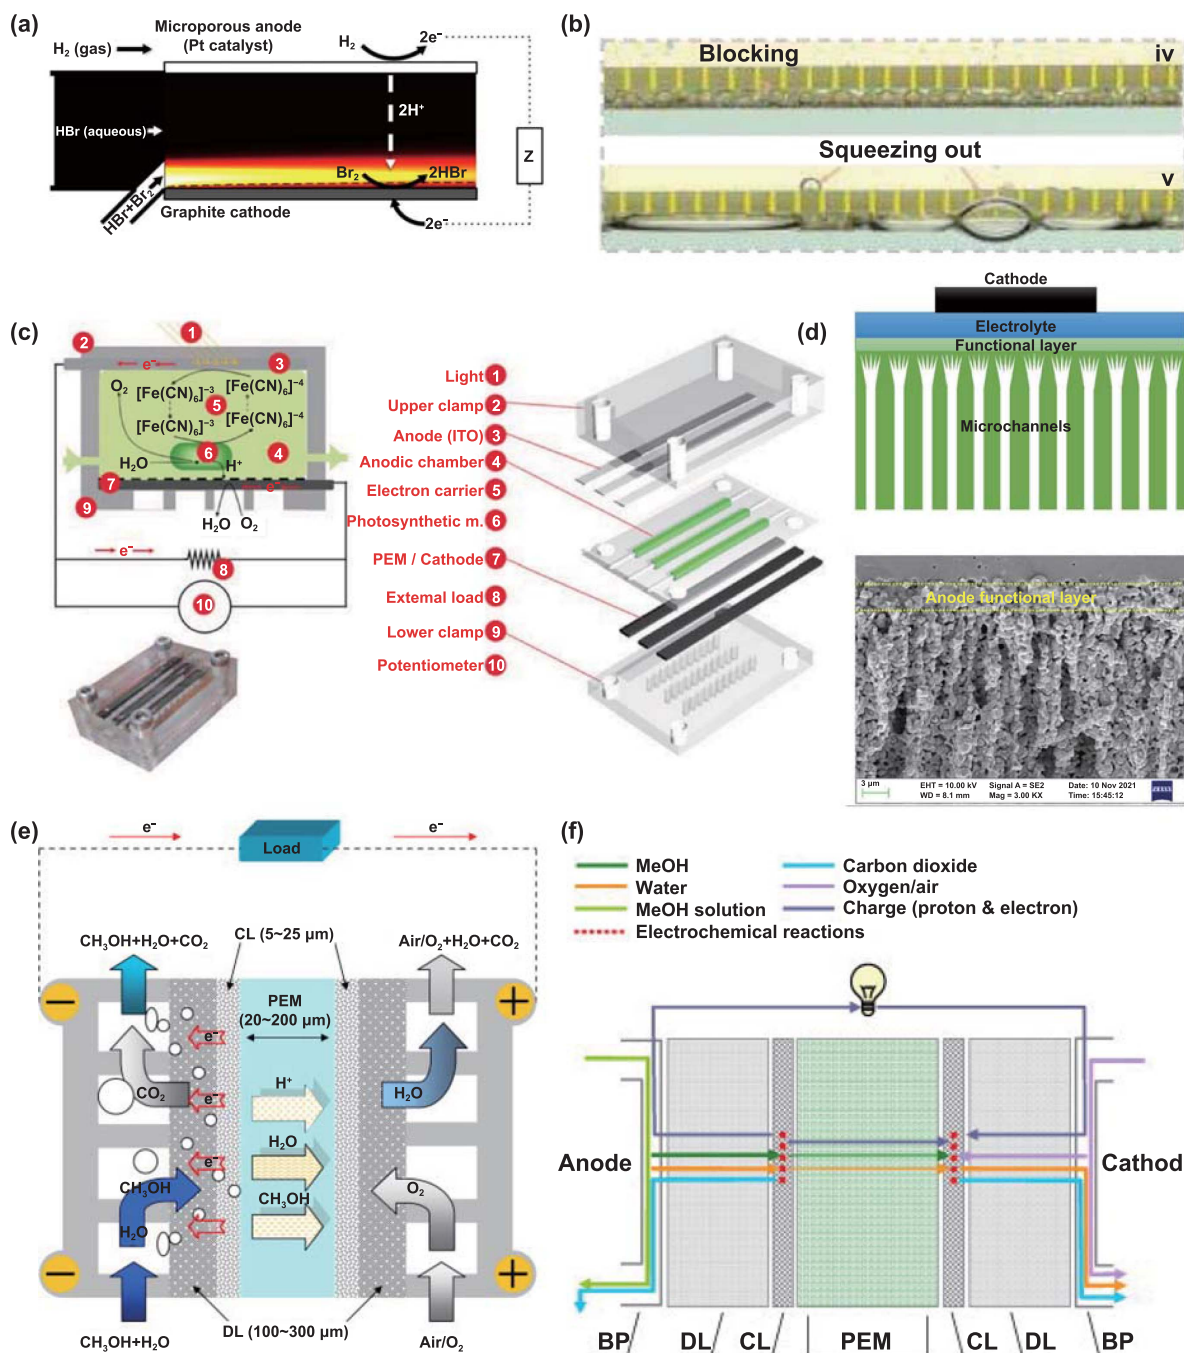 (a)
Microporous anode
(Pt catalyst)
H₂ (gas)
H₂
2e⁻
HBr (aqueous)
2H⁺
Z
Br₂
2HBr
HBr+Br₂
Graphite cathode
2e⁻
(b)
Blocking
iv
Squeezing out
v
(c)
1
2
3
e⁻
O₂
[Fe(CN)₆]⁻³
[Fe(CN)₆]⁻⁴
5
[Fe(CN)₆]⁻³
[Fe(CN)₆]⁻⁴
6
4
H₂O
H⁺
7
e⁻
9
H₂O
O₂
e⁻
8
10
Light 1
Upper clamp 2
Anode (ITO) 3
Anodic chamber 4
Electron carrier 5
Photosynthetic m. 6
PEM / Cathode 7
Extemal load 8
Lower clamp 9
Potentiometer 10
(d)
Cathode
Electrolyte
Functional layer
Microchannels
Anode functional layer
3 µm
EHT = 10.00 kV
Signal A = SE2
Date: 10 Nov 2021
WD = 8.1 mm
Mag = 3.00 KX
Time: 15:45:12
ZEISS
(e)
e⁻
Load
e⁻
CH₃OH+H₂O+CO₂
CL (5~25 µm)
Air/O₂+H₂O+CO₂
−
+
PEM
(20~200 µm)
e⁻
H⁺
CO₂
e⁻
H₂O
H₂O
e⁻
CH₃OH
CH₃OH
O₂
H₂O
e⁻
−
+
CH₃OH+H₂O
DL (100~300 µm)
Air/O₂
(f)
MeOH
Carbon dioxide
Water
Oxygen/air
MeOH solution
Charge (proton & electron)
Electrochemical reactions
Anode
Cathod
BP
DL
CL
PEM
CL
DL
BP